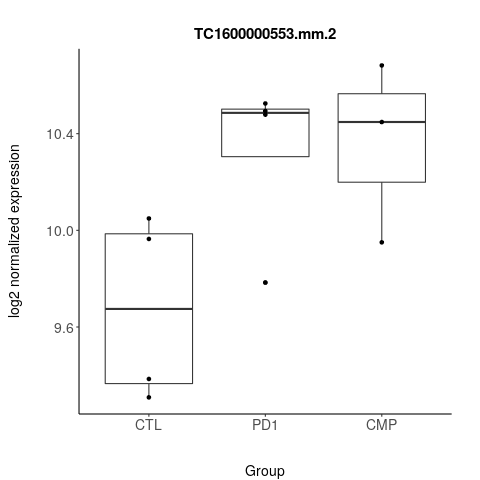 TC1600000553.mm.2
log2 normalized expression
10.4
10.0
9.6
CTL
PD1
CMP
Group